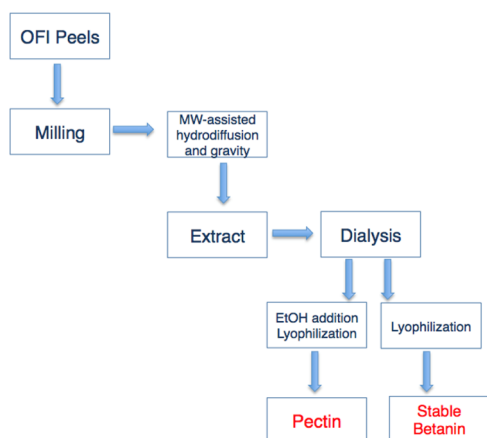 OFI Peels
Milling
MW-assisted
hydrodiffusion
and gravity
Extract
Dialysis
EtOH addition
Lyophilization
Lyophilization
Pectin
Stable
Betanin